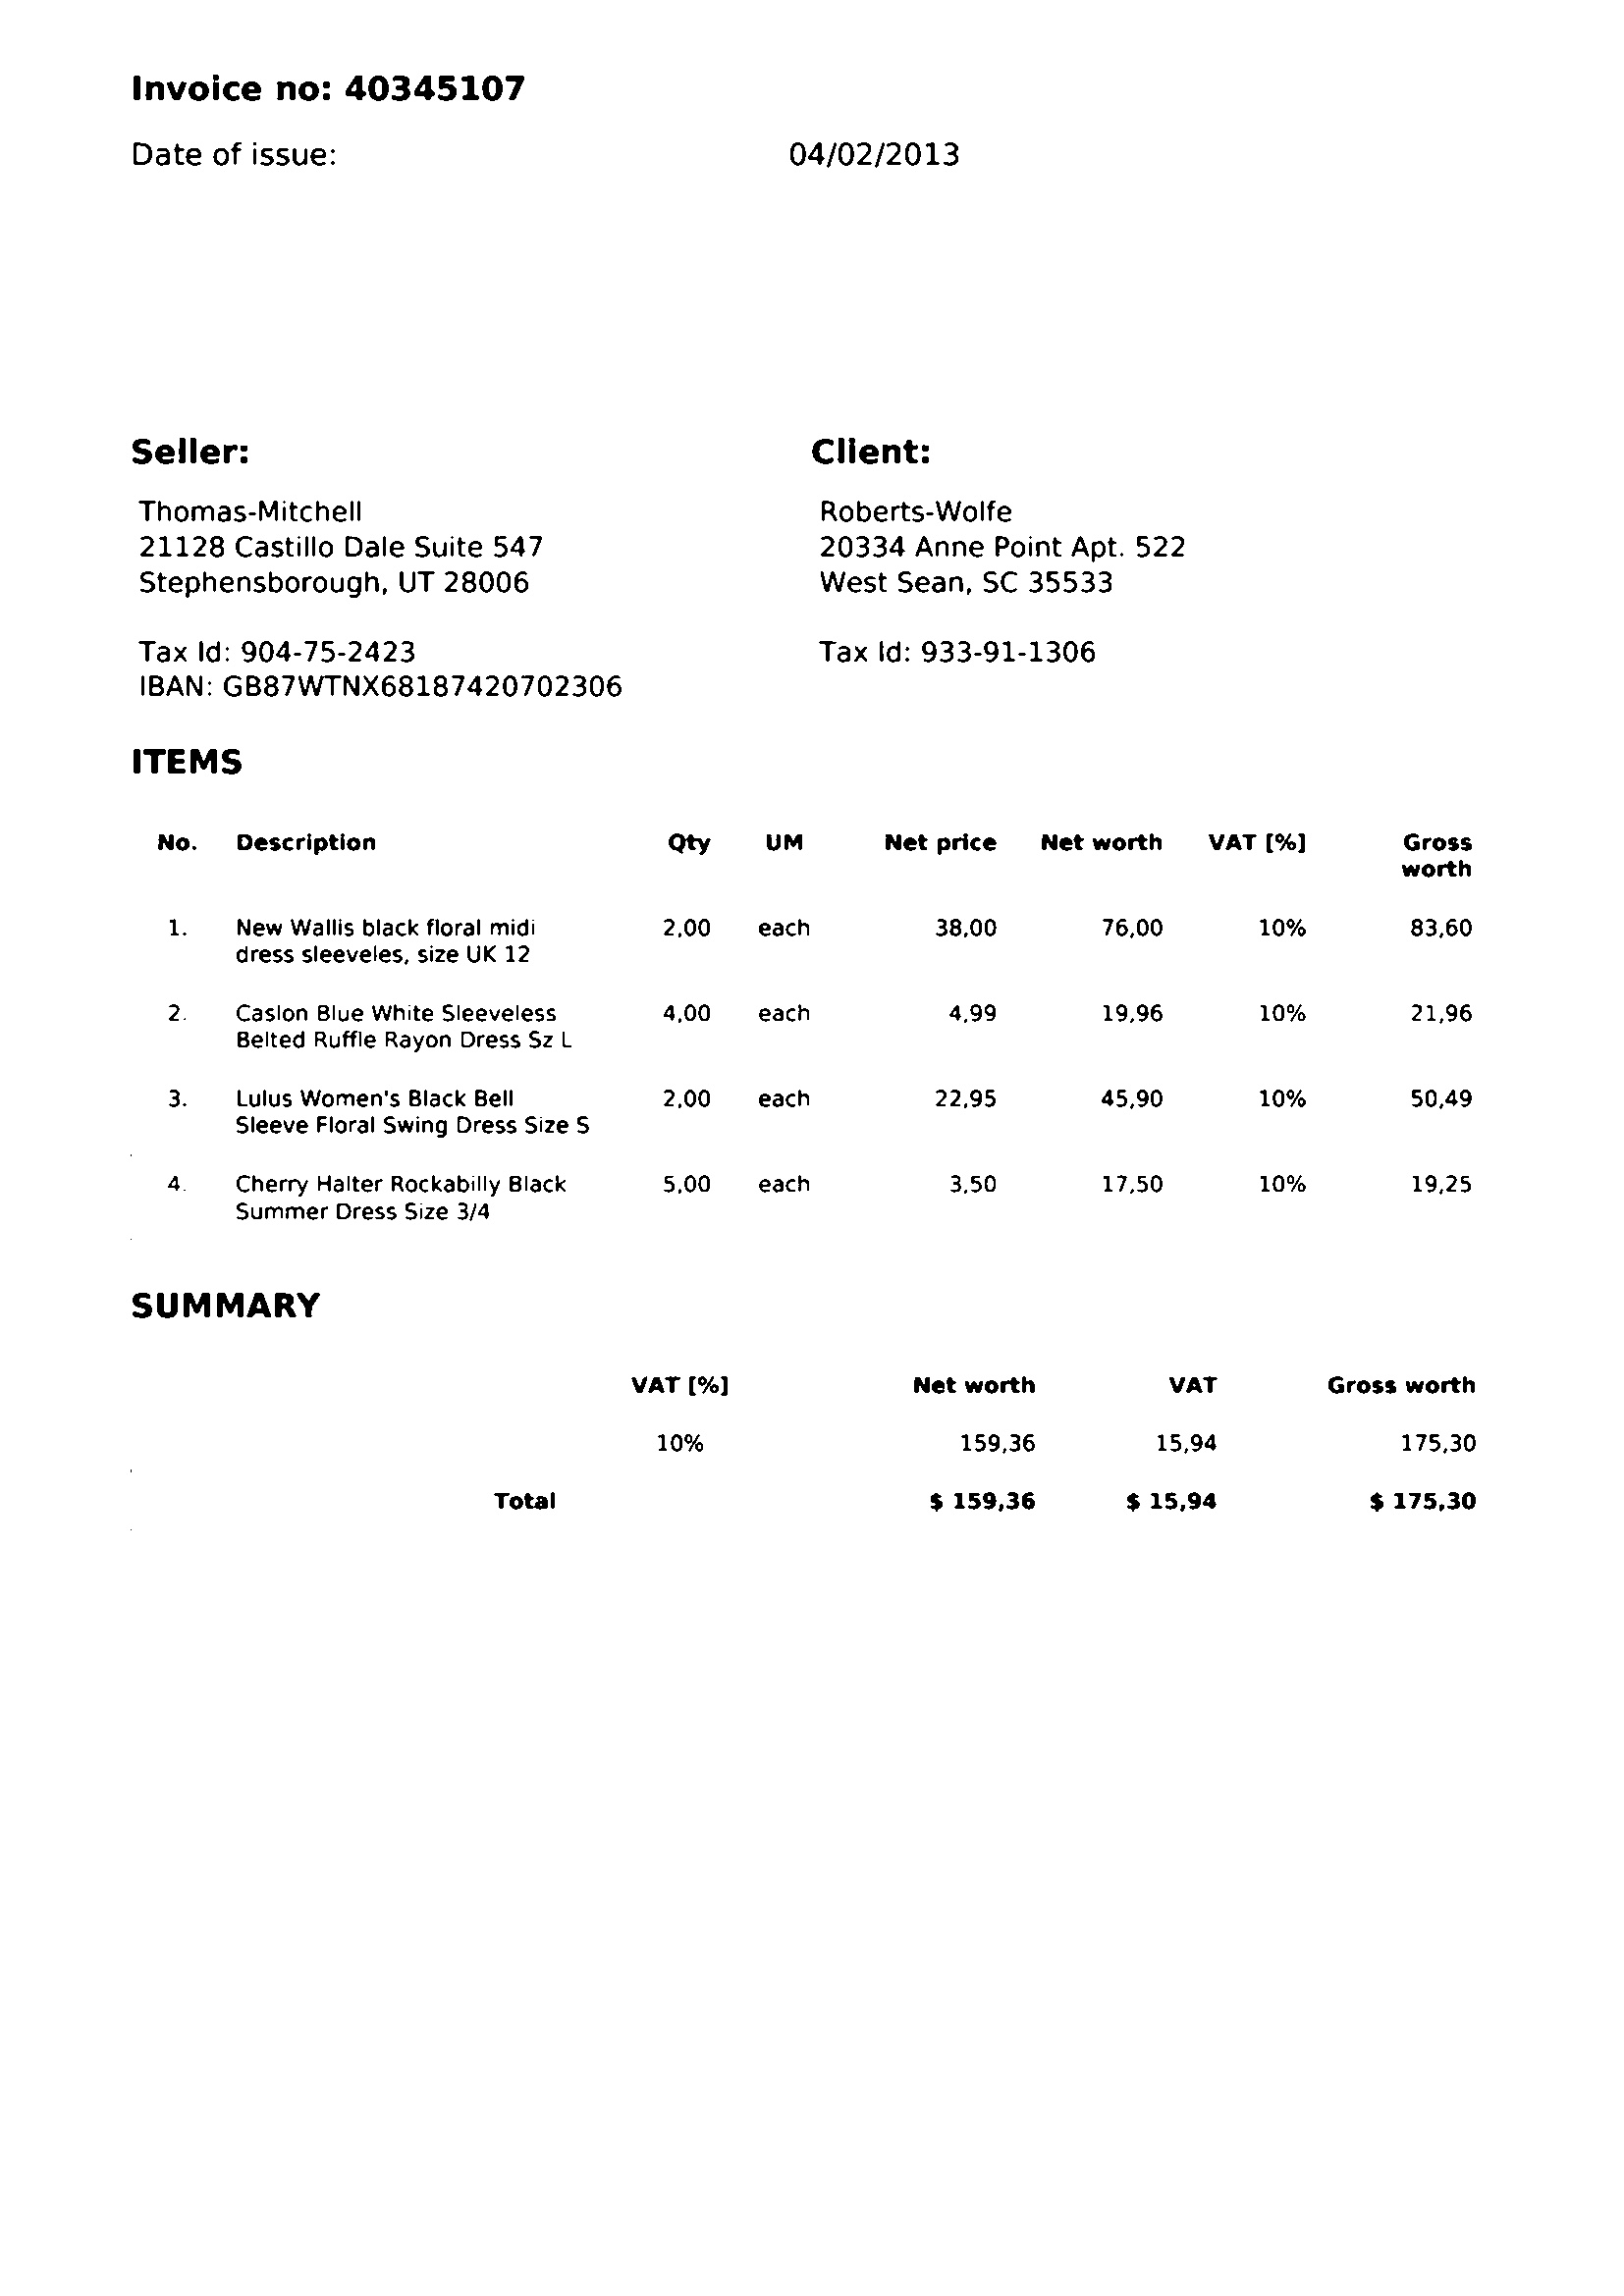 Invoice no: 40345107
Date of issue: 04/02/2013
Seller:
Thomas-Mitchell
21128 Castillo Dale Suite 547
Stephensborough, UT 28006
Tax Id: 904-75-2423
IBAN: GB87WTNX68187420702306
Client:
Roberts-Wolfe
20334 Anne Point Apt. 522
West Sean, SC 35533
Tax Id: 933-91-1306
ITEMS
No. Description Qty UM Net price Net worth VAT [%] Gross
worth
1. New Wallis black floral midi 2,00 each 38,00 76,00 10% 83,60
dress sleeveles, size UK 12
2. Caslon Blue White Sleeveless 4,00 each 4,99 19,96 10% 21,96
Belted Ruffle Rayon Dress Sz L
3. Lulus Women's Black Bell 2,00 each 22,95 45,90 10% 50,49
Sleeve Floral Swing Dress Size S
4. Cherry Halter Rockabilly Black 5,00 each 3,50 17,50 10% 19,25
Summer Dress Size 3/4
SUMMARY
VAT [%] Net worth VAT Gross worth
10% 159,36 15,94 175,30
Total $ 159,36 $ 15,94 $ 175,30